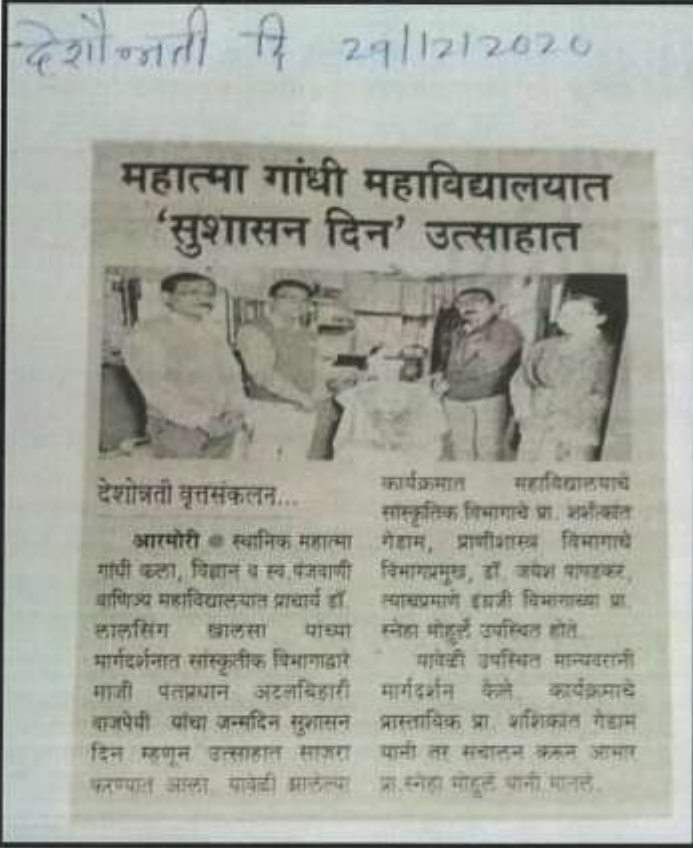 देशोन्नती दि 29/12/2020
महात्मा गांधी महाविद्यालयात
'सुशासन दिन' उत्साहात
देशोन्नती वृत्तसंकलन...
आरमोरी ● स्थानिक महात्मा
गांधी कला, विज्ञान व स्व.पंजवाणी
वाणिज्य महाविद्यालयात प्राचार्य डॉ.
लालसिंग खालसा यांच्या
मार्गदर्शनात सांस्कृतीक विभागाद्वारे
माजी पंतप्रधान अटलबिहारी
वाजपेयी यांचा जन्मदिन सुशासन
दिन म्हणून उत्साहात साजरा
करण्यात आला. यावेळी झालेल्या
कार्यक्रमात महाविद्यालयाचे
सांस्कृतिक विभागाचे प्रा. शशीकांत
गेडाम, प्राणीशास्त्र विभागाचे
विभागप्रमुख, डॉ. जयेश पापडकर,
त्याचप्रमाणे इंग्रजी विभागाच्या प्रा.
स्नेहा मोहुर्ले उपस्थित होते.
यावेळी उपस्थित मान्यवरांनी
मार्गदर्शन केले. कार्यक्रमाचे
प्रास्ताविक प्रा. शशिकांत गेडाम
यांनी तर संचालन करून आभार
प्रा.स्नेहा मोहुर्ले यांनी मानले.